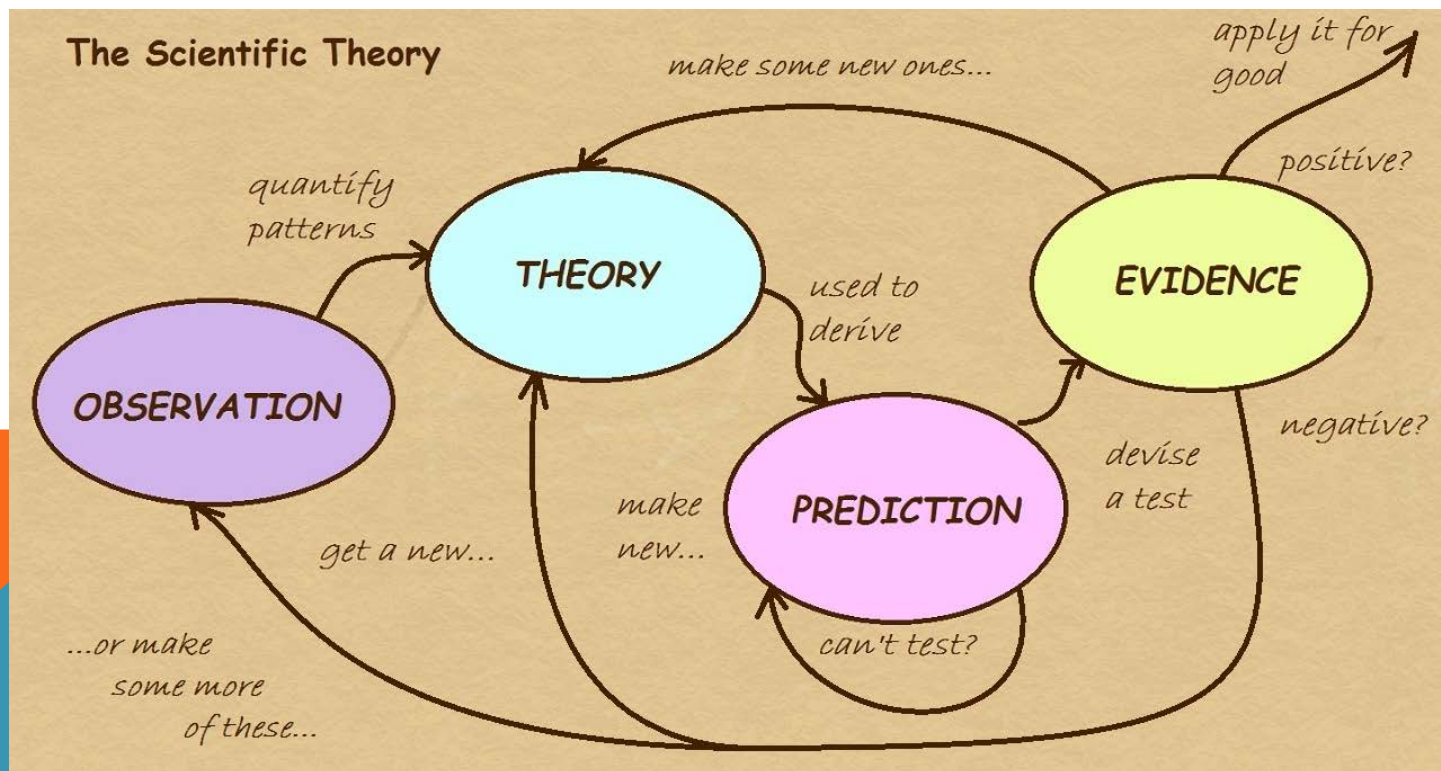 The Scientific Theory
make some new ones...
apply it for
good
positive?
quantify
patterns
THEORY
used to
derive
EVIDENCE
OBSERVATION
negative?
devise
a test
make
new...
PREDICTION
get a new...
...or make
some more
of these...
can't test?